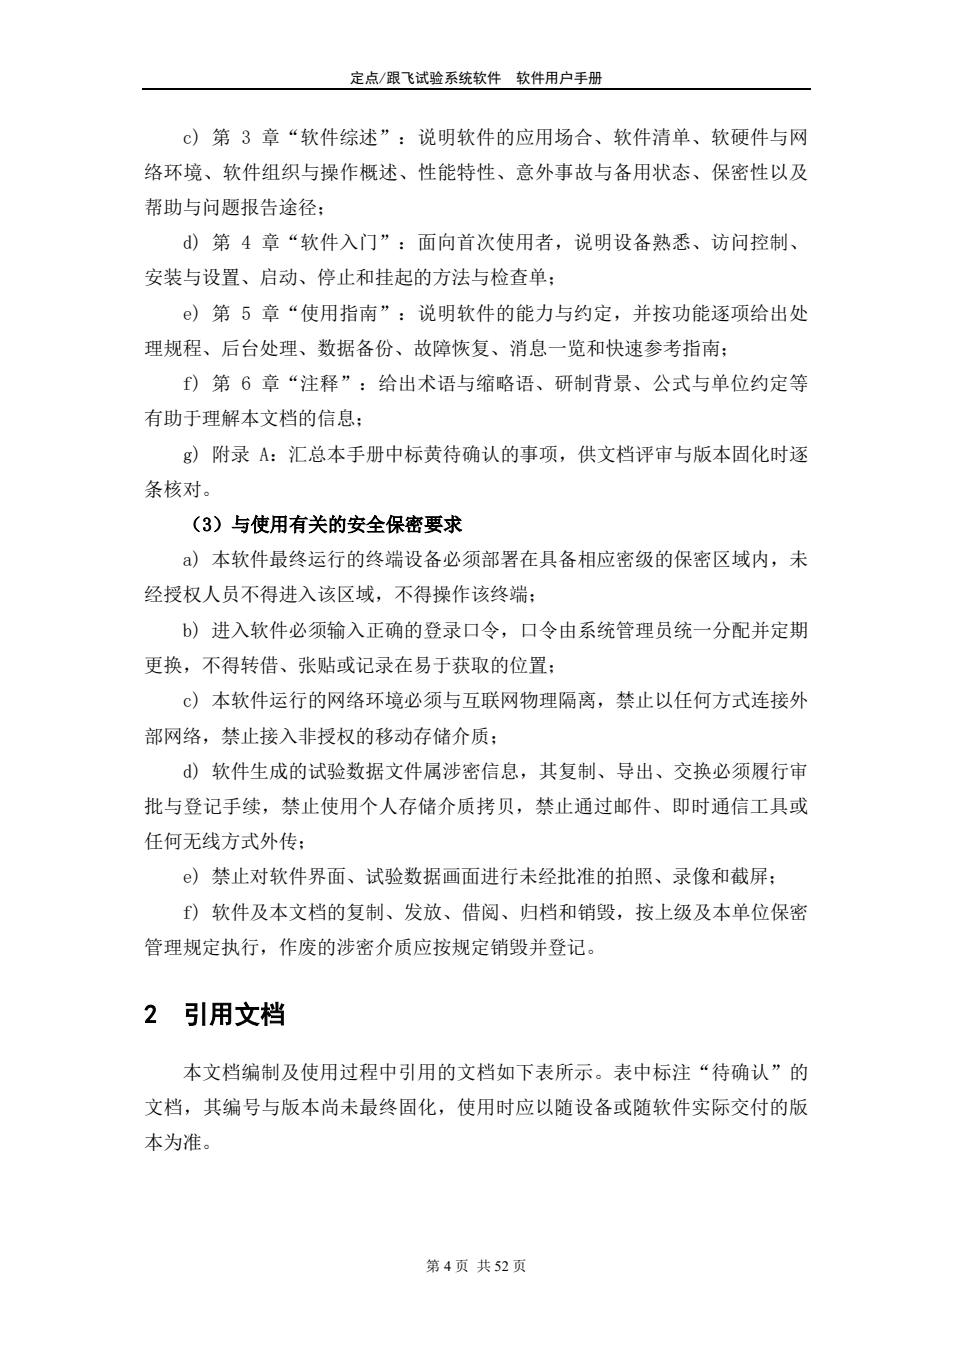 定点/跟飞试验系统软件 软件用户手册
c) 第 3 章“软件综述”：说明软件的应用场合、软件清单、软硬件与网
络环境、软件组织与操作概述、性能特性、意外事故与备用状态、保密性以及
帮助与问题报告途径；
d) 第 4 章“软件入门”：面向首次使用者，说明设备熟悉、访问控制、
安装与设置、启动、停止和挂起的方法与检查单；
e) 第 5 章“使用指南”：说明软件的能力与约定，并按功能逐项给出处
理规程、后台处理、数据备份、故障恢复、消息一览和快速参考指南；
f) 第 6 章“注释”：给出术语与缩略语、研制背景、公式与单位约定等
有助于理解本文档的信息；
g) 附录 A：汇总本手册中标黄待确认的事项，供文档评审与版本固化时逐
条核对。
（3）与使用有关的安全保密要求
a) 本软件最终运行的终端设备必须部署在具备相应密级的保密区域内，未
经授权人员不得进入该区域，不得操作该终端；
b) 进入软件必须输入正确的登录口令，口令由系统管理员统一分配并定期
更换，不得转借、张贴或记录在易于获取的位置；
c) 本软件运行的网络环境必须与互联网物理隔离，禁止以任何方式连接外
部网络，禁止接入非授权的移动存储介质；
d) 软件生成的试验数据文件属涉密信息，其复制、导出、交换必须履行审
批与登记手续，禁止使用个人存储介质拷贝，禁止通过邮件、即时通信工具或
任何无线方式外传；
e) 禁止对软件界面、试验数据画面进行未经批准的拍照、录像和截屏；
f) 软件及本文档的复制、发放、借阅、归档和销毁，按上级及本单位保密
管理规定执行，作废的涉密介质应按规定销毁并登记。
2 引用文档
本文档编制及使用过程中引用的文档如下表所示。表中标注“待确认”的
文档，其编号与版本尚未最终固化，使用时应以随设备或随软件实际交付的版
本为准。
第 4 页 共 52 页